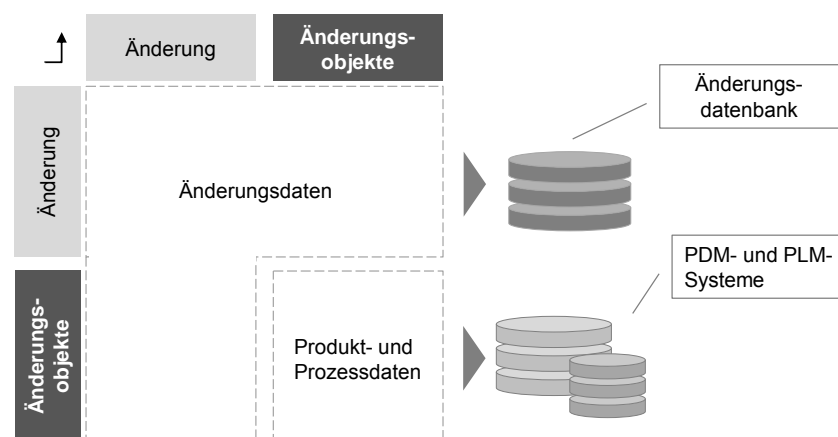 Änderung
Änderungs-
objekte
Änderungs-
datenbank
Änderung
Änderungsdaten
PDM- und PLM-
Systeme
Änderungs-
objekte
Produkt- und
Prozessdaten